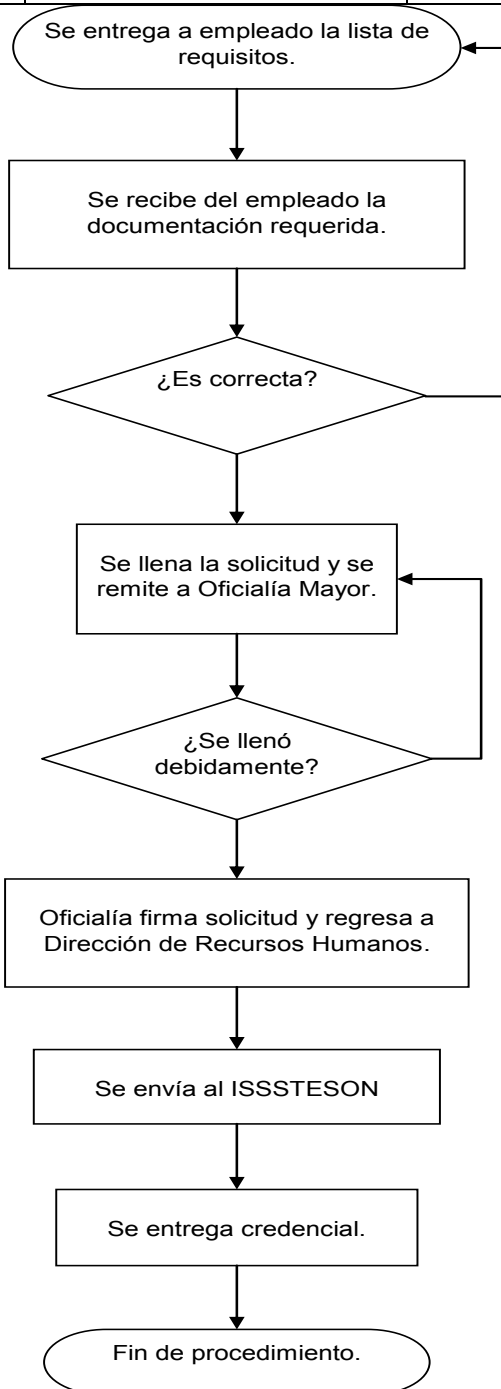 Se entrega a empleado la lista de
requisitos.
Se recibe del empleado la
documentación requerida.
¿Es correcta?
Se llena la solicitud y se
remite a Oficialía Mayor.
¿Se llenó
debidamente?
Oficialía firma solicitud y regresa a
Dirección de Recursos Humanos.
Se envía al ISSSTESON
Se entrega credencial.
Fin de procedimiento.